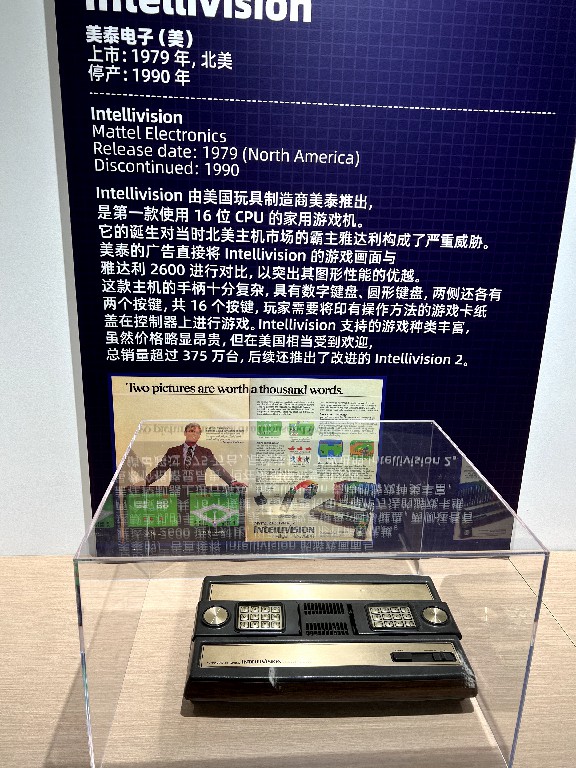 Intellivision
美泰电子（美）
上市：1979 年，北美
停产：1990 年
Intellivision
Mattel Electronics
Release date: 1979 (North America)
Discontinued: 1990
Intellivision 由美国玩具制造商美泰推出，
是第一款使用 16 位 CPU 的家用游戏机。
它的诞生对当时北美主机市场的霸主雅达利构成了严重威胁。
美泰的广告直接将 Intellivision 的游戏画面与
雅达利 2600 进行对比，以突出其图形性能的优越。
这款主机的手柄十分复杂，具有数字键盘、圆形键盘，两侧还各有
两个按键，共 16 个按键，玩家需要将印有操作方法的游戏卡纸
盖在控制器上进行游戏。Intellivision 支持的游戏种类丰富，
虽然价格略显昂贵，但在美国相当受到欢迎，
总销量超过 375 万台，后续还推出了改进的 Intellivision 2。
Two pictures are worth a thousand words.
INTELLIVISION
INTELLIVISION